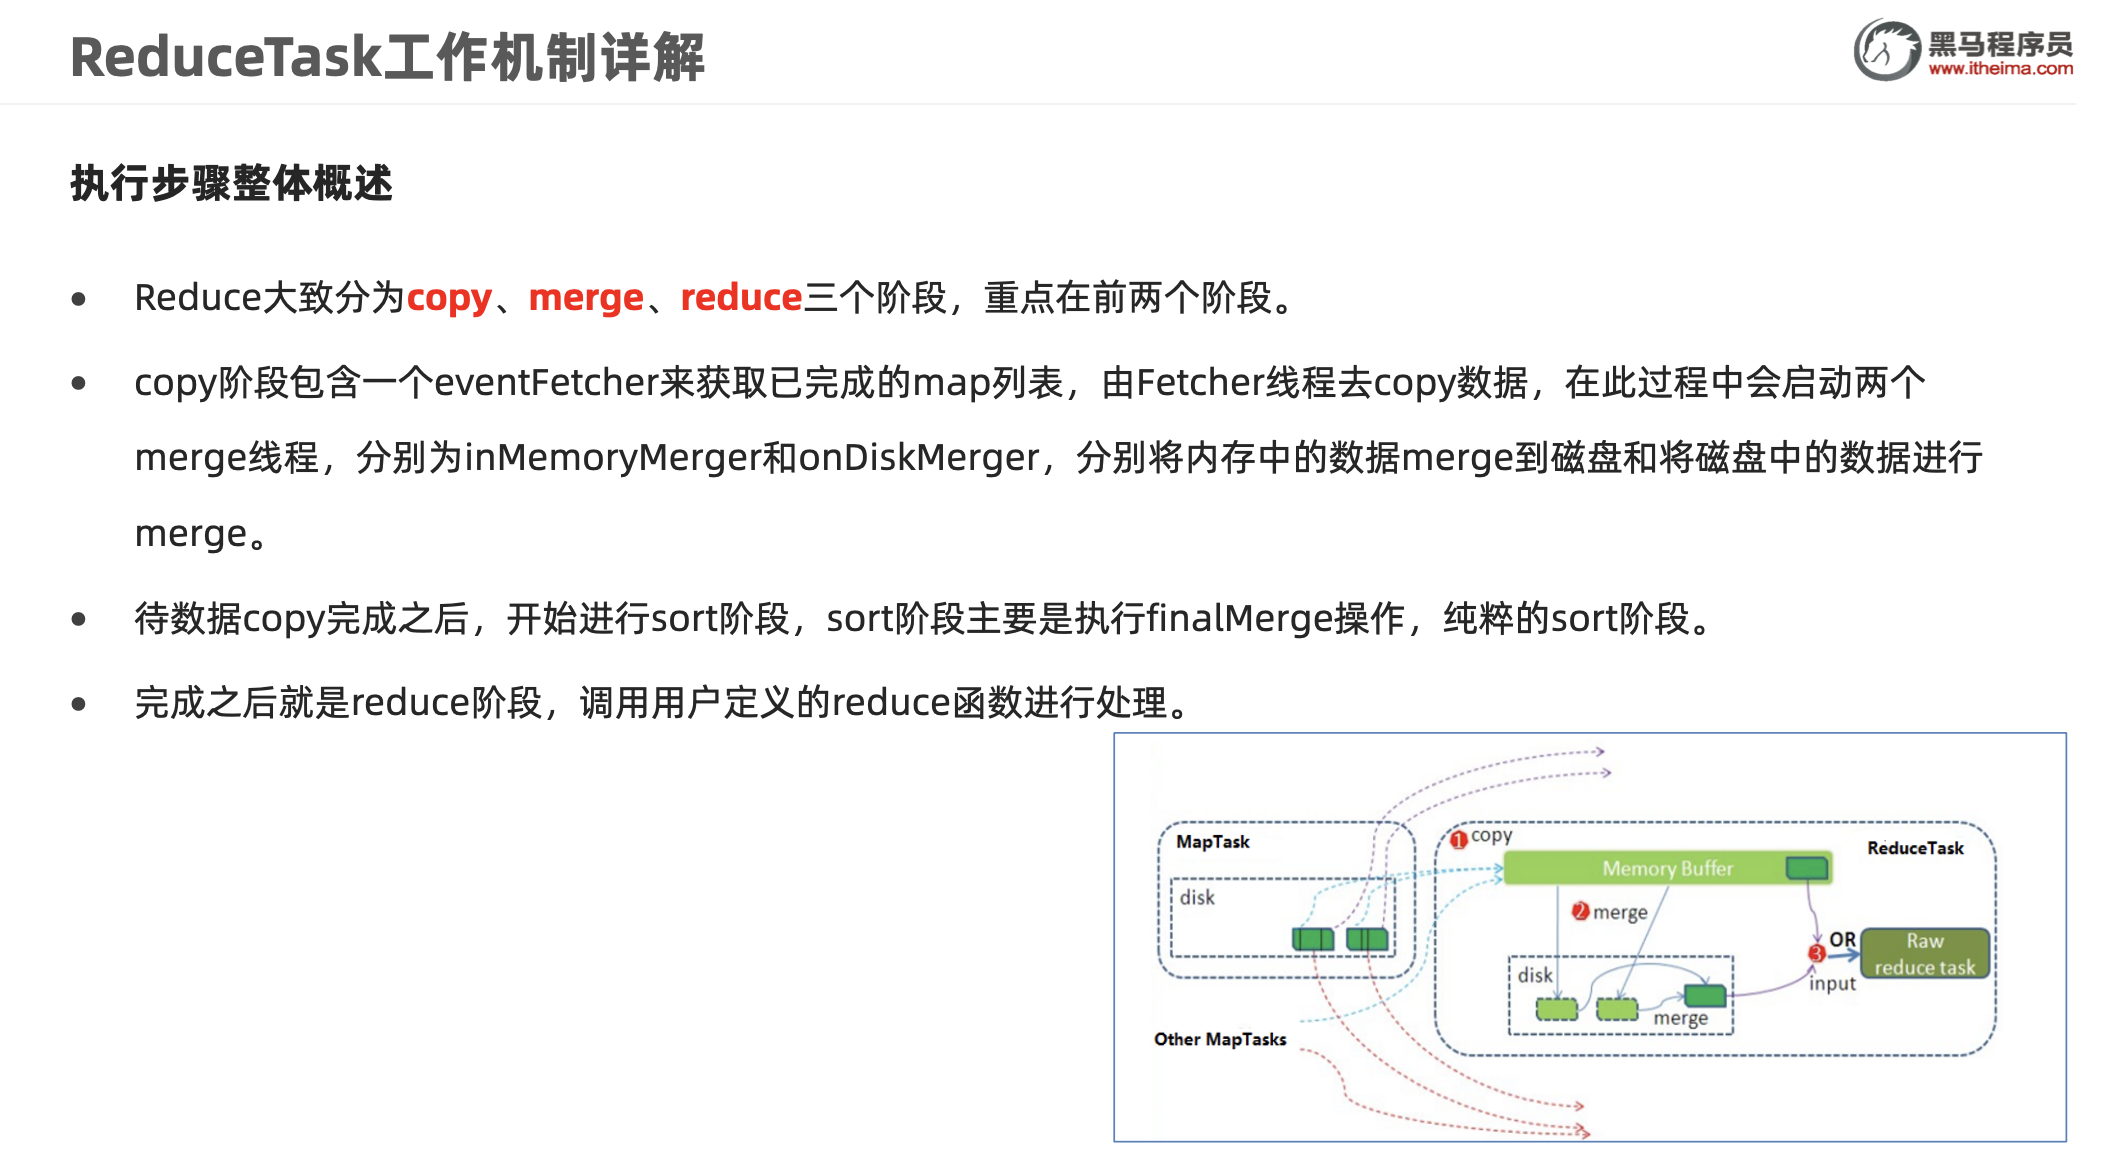 ReduceTask工作机制详解
黑马程序员
www.itheima.com
执行步骤整体概述
• Reduce大致分为copy、merge、reduce三个阶段，重点在前两个阶段。
• copy阶段包含一个eventFetcher来获取已完成的map列表，由Fetcher线程去copy数据，在此过程中会启动两个
merge线程，分别为inMemoryMerger和onDiskMerger，分别将内存中的数据merge到磁盘和将磁盘中的数据进行
merge。
• 待数据copy完成之后，开始进行sort阶段，sort阶段主要是执行finalMerge操作，纯粹的sort阶段。
• 完成之后就是reduce阶段，调用用户定义的reduce函数进行处理。
MapTask
disk
Other MapTasks
1 copy
Memory Buffer
ReduceTask
2 merge
disk
merge
3
OR
input
Raw
reduce task